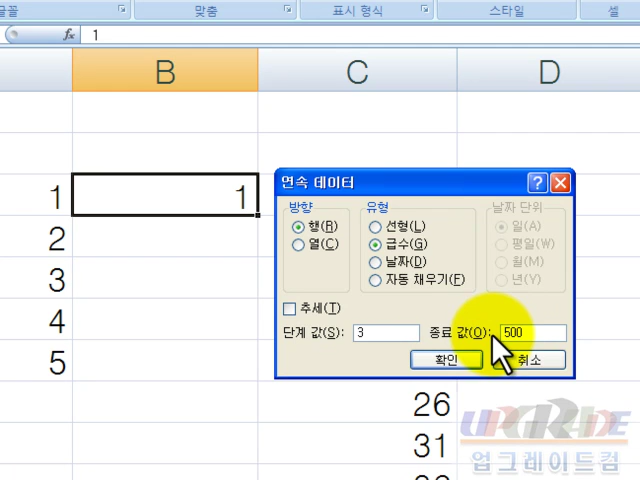 글꼴 맞춤 표시 형식 스타일 셀
fx 1
B C D
1 1
2
3
4
5
26
31
연속 데이터
방향 유형 날짜 단위
행(R) 선형(L) 일(A)
열(C) 급수(G) 평일(W)
날짜(D) 월(M)
자동 채우기(F) 년(Y)
추세(T)
단계 값(S): 3 종료 값(O): 500
확인 취소
UPGRADE
업그레이드컴